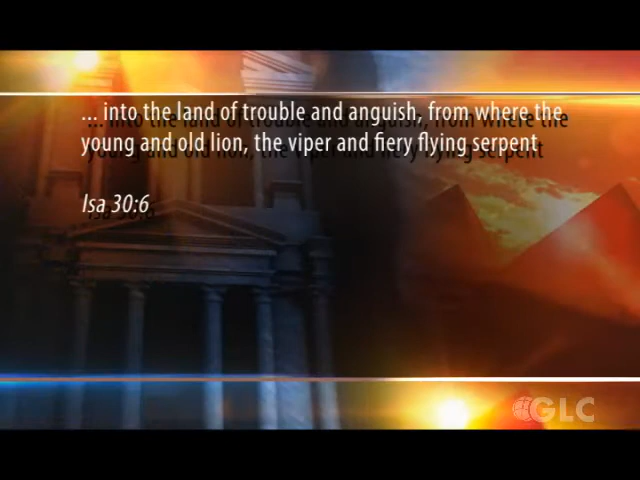 ... into the land of trouble and anguish, from where the
young and old lion, the viper and fiery flying serpent
Isa 30:6
GLC